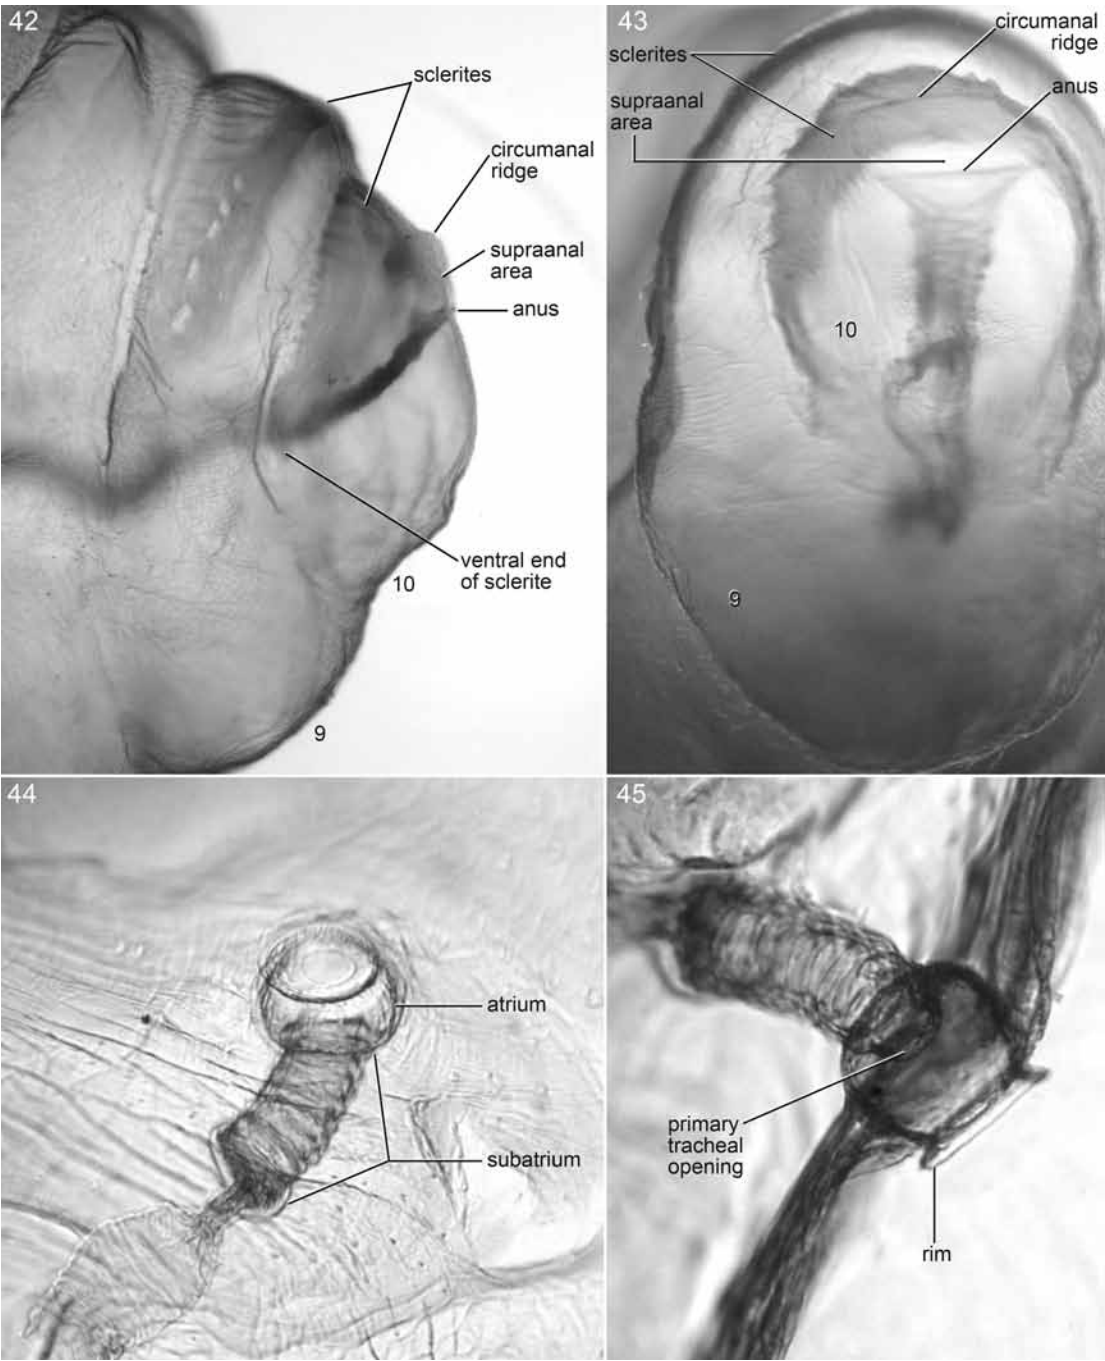 42
sclerites
circumanal
ridge
supraanal
area
anus
ventral end
of sclerite
10
9
43
circumanal
ridge
sclerites
anus
supraanal
area
10
9
44
atrium
subatrium
45
primary
tracheal
opening
rim